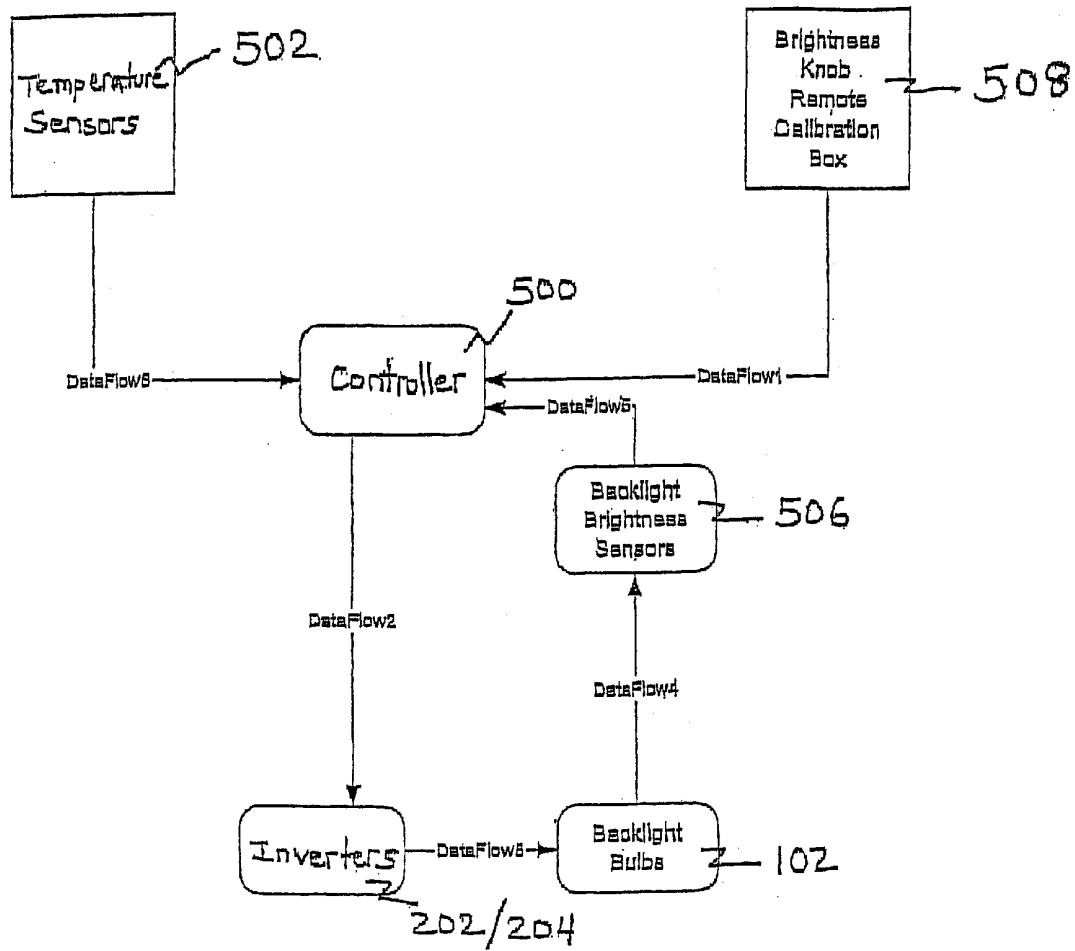 Temperature
Sensors
502
Brightness
Knob
Remote
Calibration
Box
508
500
Controller
DataFlow6
DataFlow1
DataFlow5
Backlight
Brightness
Sensors
506
DataFlow2
DataFlow4
Inverters
DataFlow3
Backlight
Bulbs
102
202/204